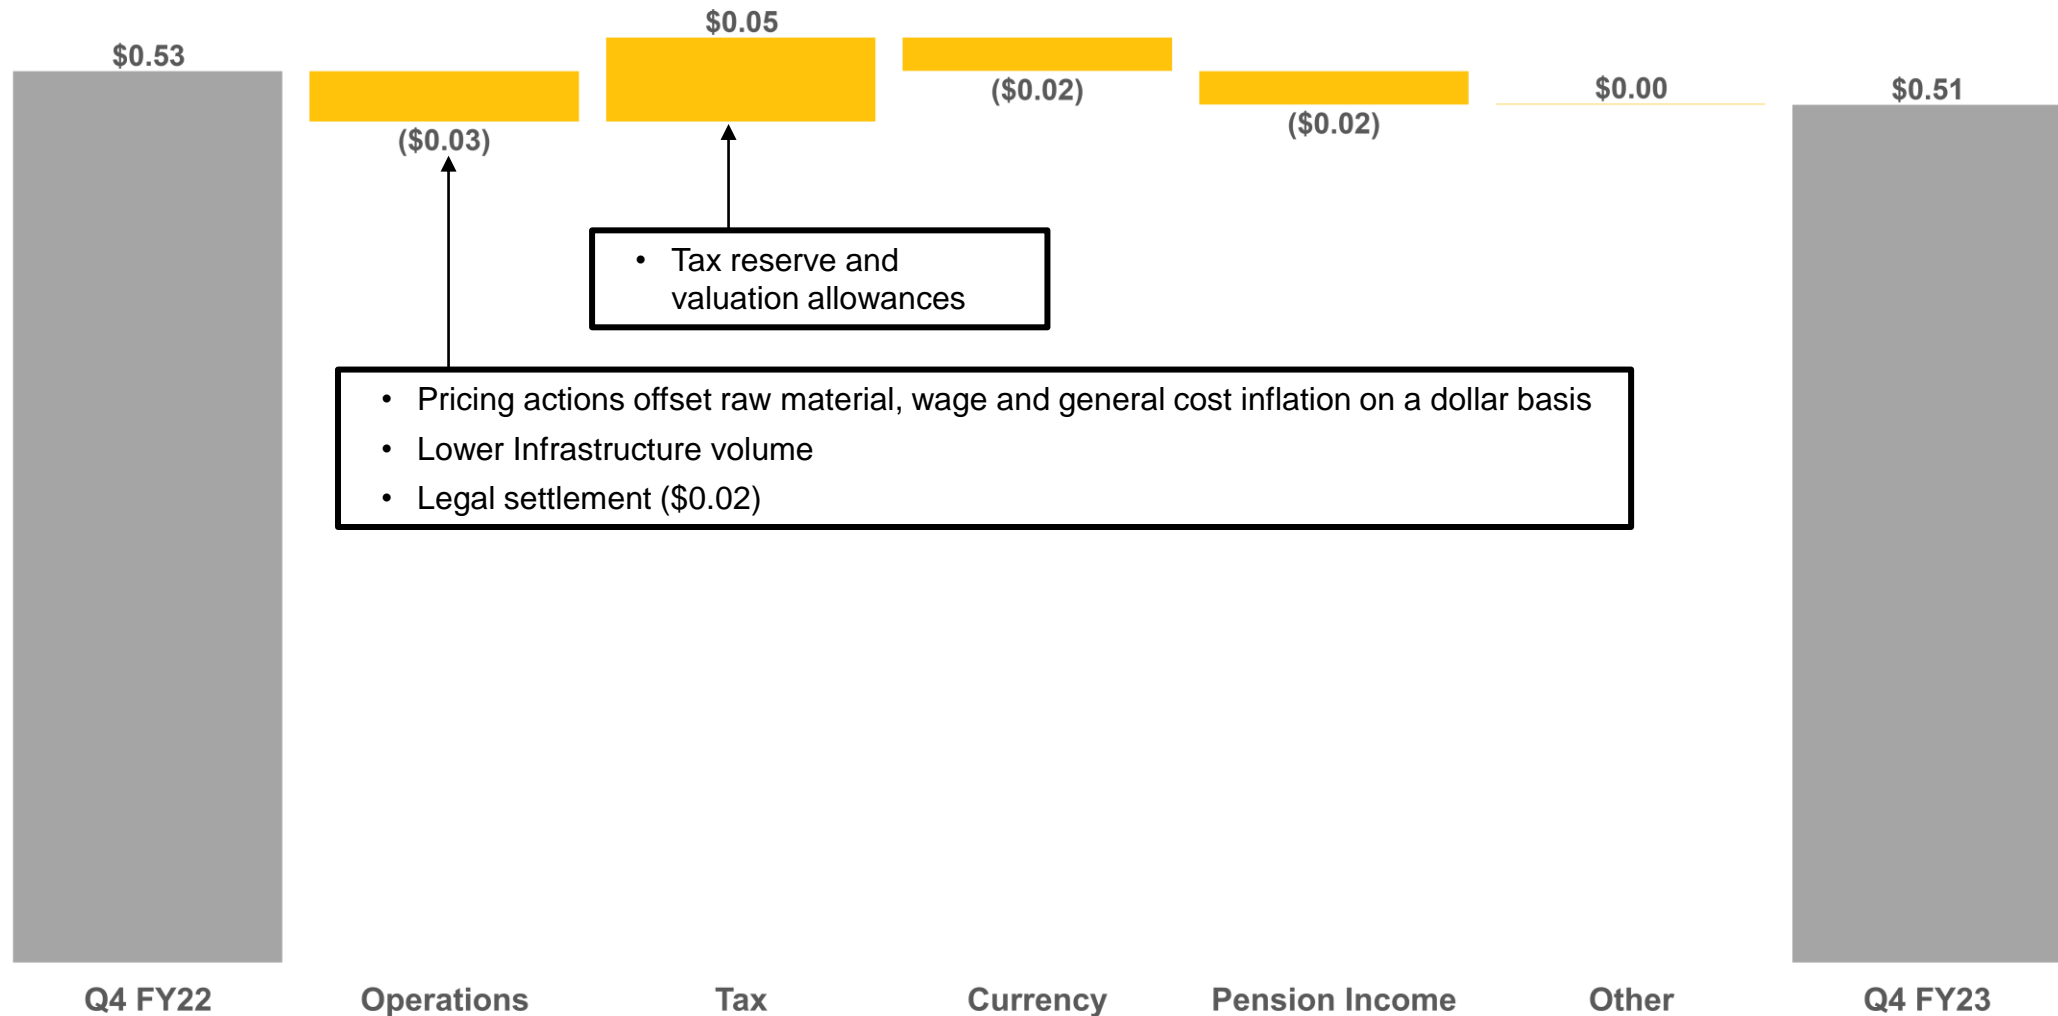 $0.53
($0.03)
$0.05
($0.02)
($0.02)
$0.00
$0.51
• Tax reserve and
valuation allowances
• Pricing actions offset raw material, wage and general cost inflation on a dollar basis
• Lower Infrastructure volume
• Legal settlement ($0.02)
Q4 FY22
Operations
Tax
Currency
Pension Income
Other
Q4 FY23